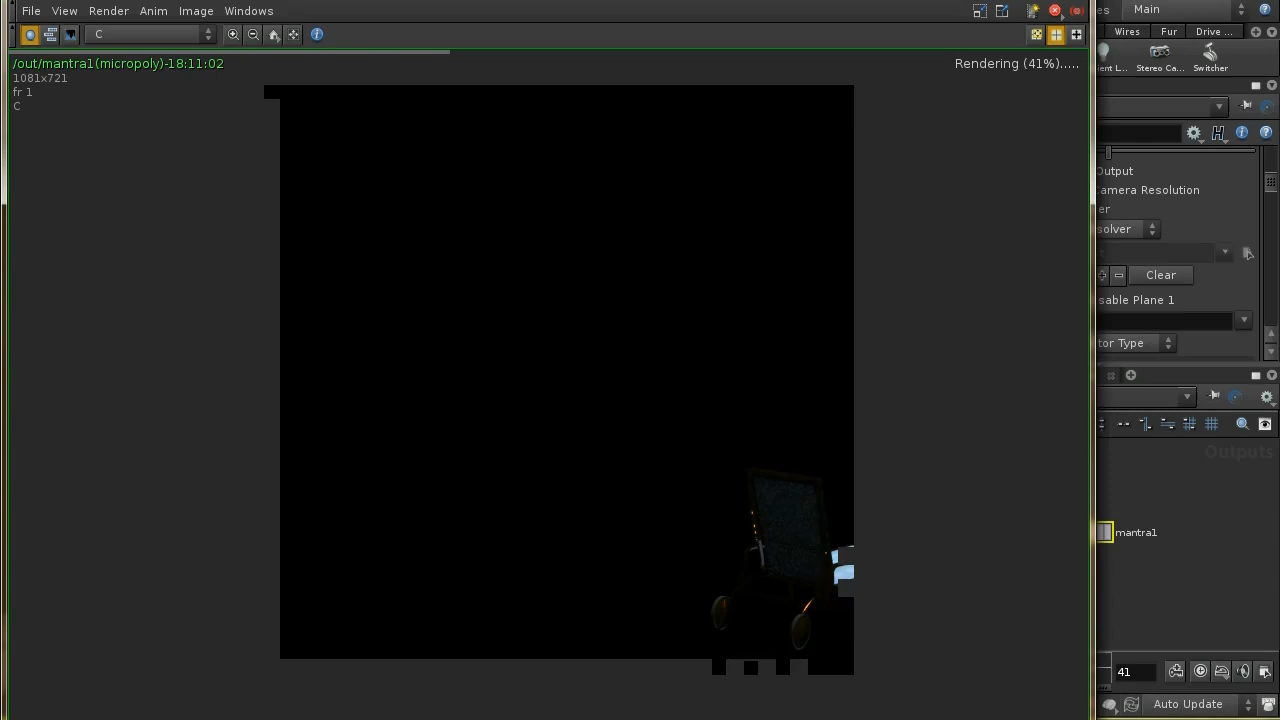 File View Render Anim Image Windows
C
/out/mantra1(micropoly)-18:11:02
Rendering (41%).....
1081x721
fr 1
C
es Main
Wires Fur Drive ...
ent L... Stereo Ca... Switcher
Output
amera Resolution
er
solver
Clear
sable Plane 1
tor Type
Outputs
mantra1
41
Auto Update